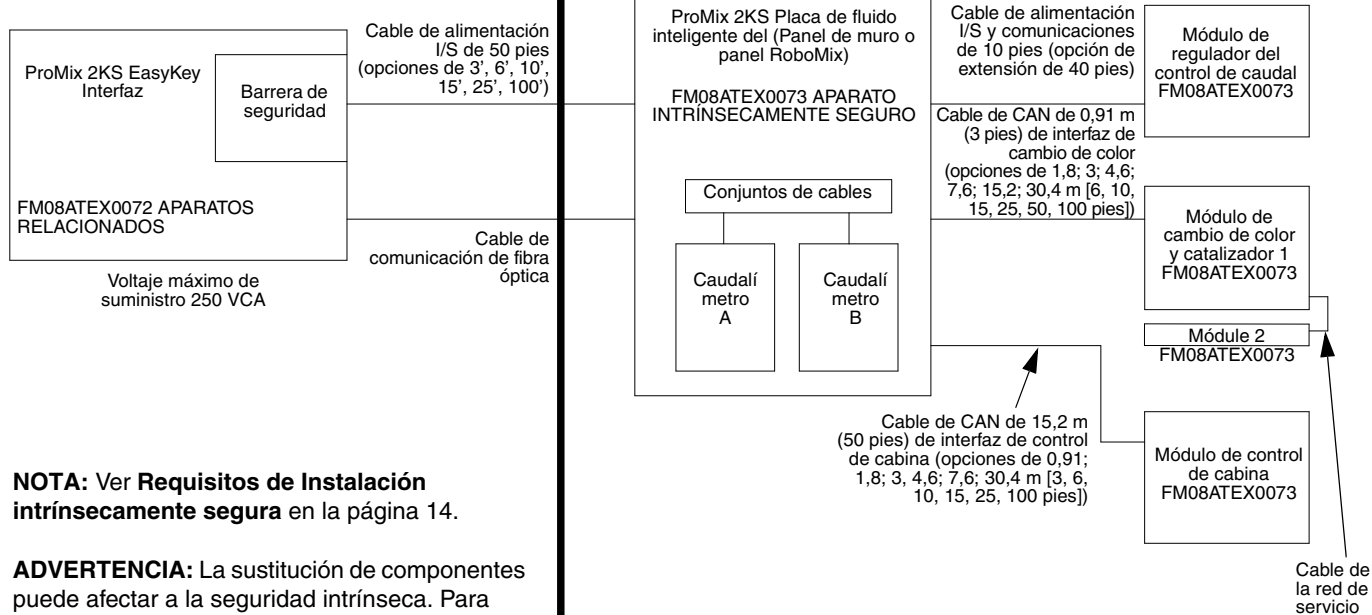 ProMix 2KS EasyKey
Interfaz
Barrera de
seguridad
FM08ATEX0072 APARATOS
RELACIONADOS
Voltaje máximo de
suministro 250 VCA
Cable de alimentación
I/S de 50 pies
(opciones de 3’, 6’, 10’,
15’, 25’, 100’)
Cable de
comunicación de fibra
óptica
ProMix 2KS Placa de fluido
inteligente del (Panel de muro o
panel RoboMix)
FM08ATEX0073 APARATO
INTRÍNSECAMENTE SEGURO
Conjuntos de cables
Caudalí
metro
A
Caudalí
metro
B
Cable de alimentación
I/S y comunicaciones
de 10 pies (opción de
extensión de 40 pies)
Cable de CAN de 0,91 m
(3 pies) de interfaz de
cambio de color
(opciones de 1,8; 3; 4,6;
7,6; 15,2; 30,4 m [6, 10,
15, 25, 50, 100 pies])
Módulo de
regulador del
control de caudal
FM08ATEX0073
Módulo de
cambio de color
y catalizador 1
FM08ATEX0073
Módule 2
FM08ATEX0073
Cable de CAN de 15,2 m
(50 pies) de interfaz de control
de cabina (opciones de 0,91;
1,8; 3, 4,6; 7,6; 30,4 m [3, 6,
10, 15, 25, 100 pies])
Módulo de control
de cabina
FM08ATEX0073
Cable de
la red de
servicio
NOTA: Ver Requisitos de Instalación
intrínsecamente segura en la página 14.
ADVERTENCIA: La sustitución de componentes
puede afectar a la seguridad intrínseca. Para